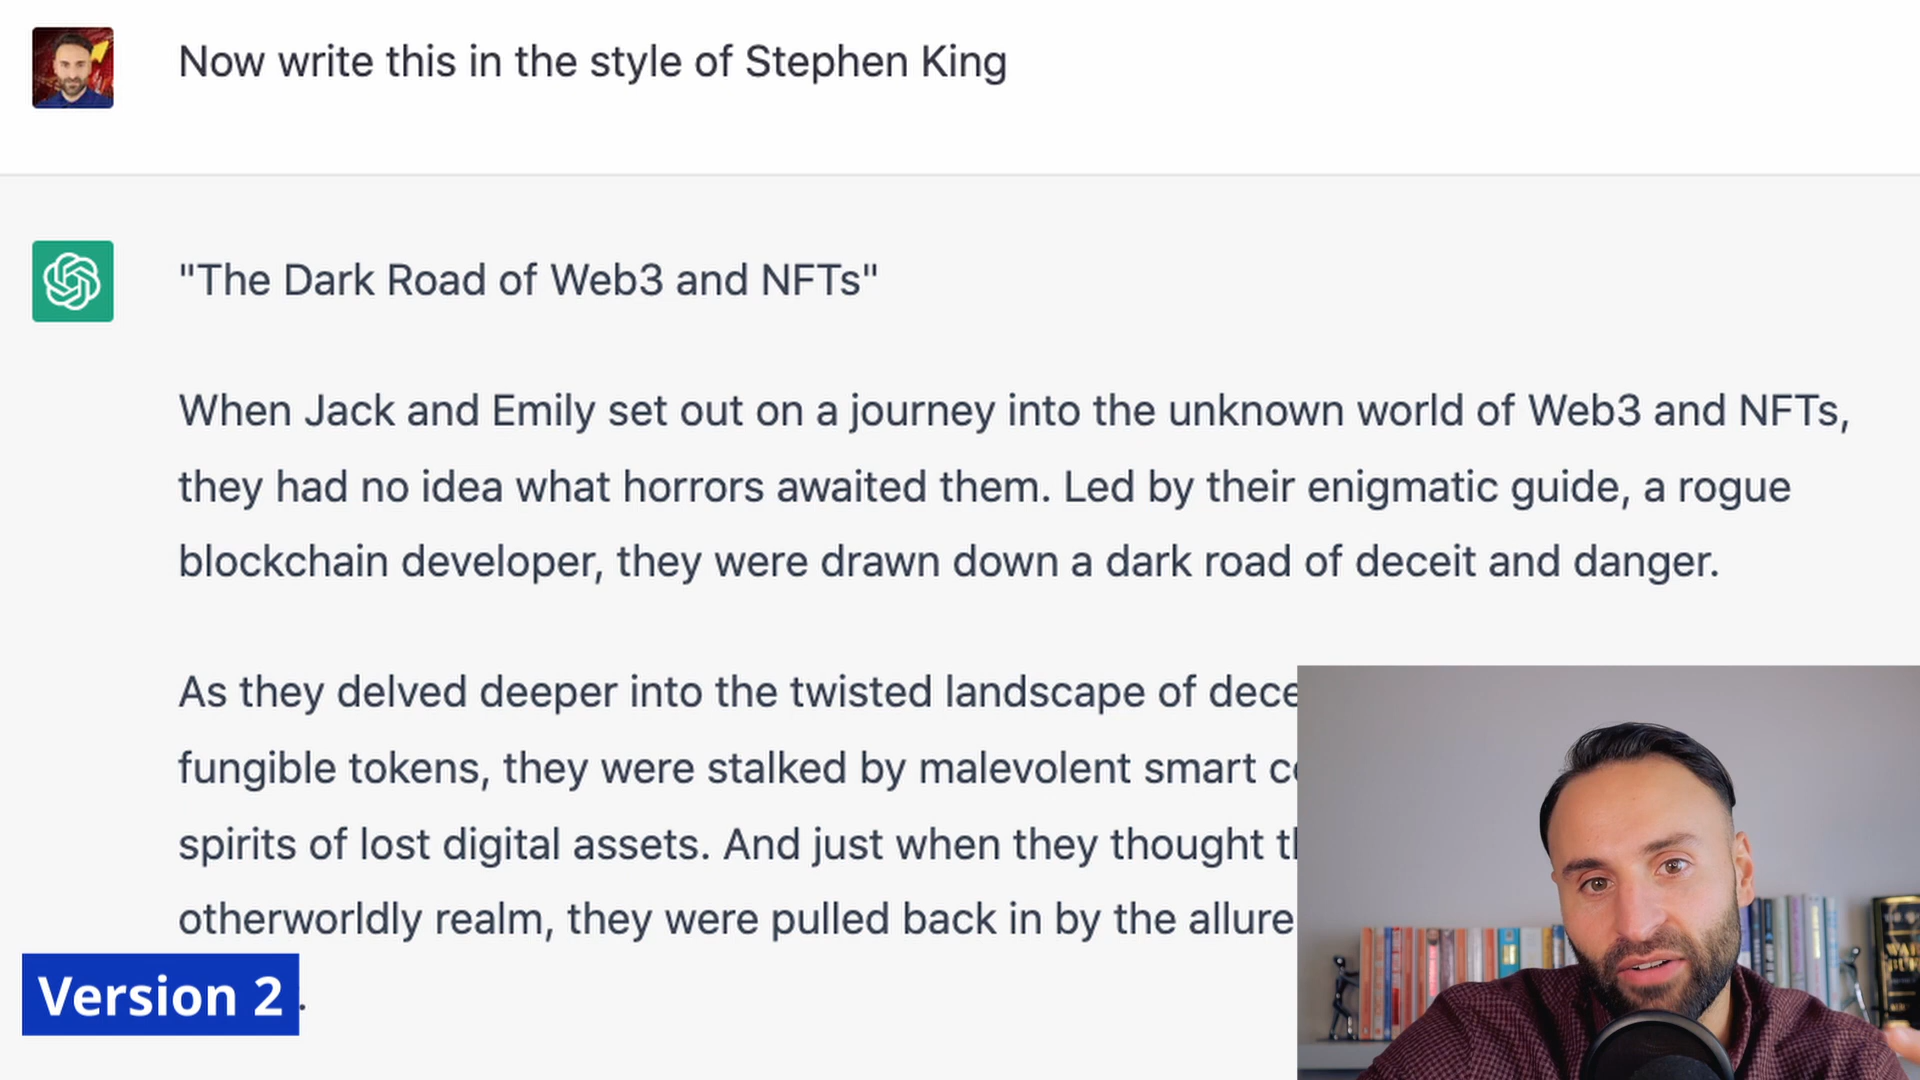 Now write this in the style of Stephen King
"The Dark Road of Web3 and NFTs"
When Jack and Emily set out on a journey into the unknown world of Web3 and NFTs,
they had no idea what horrors awaited them. Led by their enigmatic guide, a rogue
blockchain developer, they were drawn down a dark road of deceit and danger.
As they delved deeper into the twisted landscape of
fungible tokens, they were stalked by malevolent smart
spirits of lost digital assets. And just when they thought
otherworldly realm, they were pulled back in by the allure
Version 2.